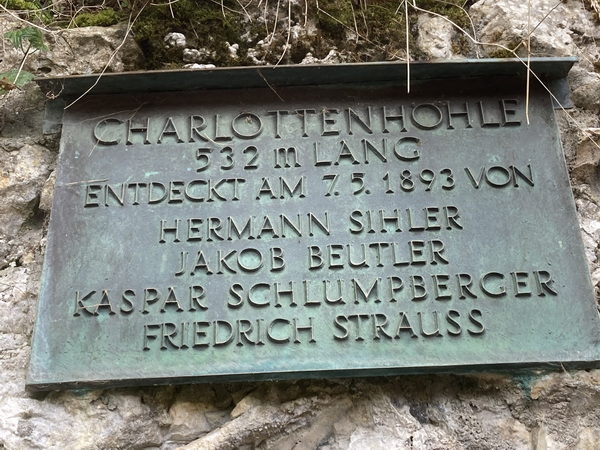 CHARLOTTENHÖHLE
532 m LANG
ENTDECKT AM 7.5.1893 VON
HERMANN SIHLER
JAKOB BEUTLER
KASPAR SCHLUMPBERGER
FRIEDRICH STRAUSS